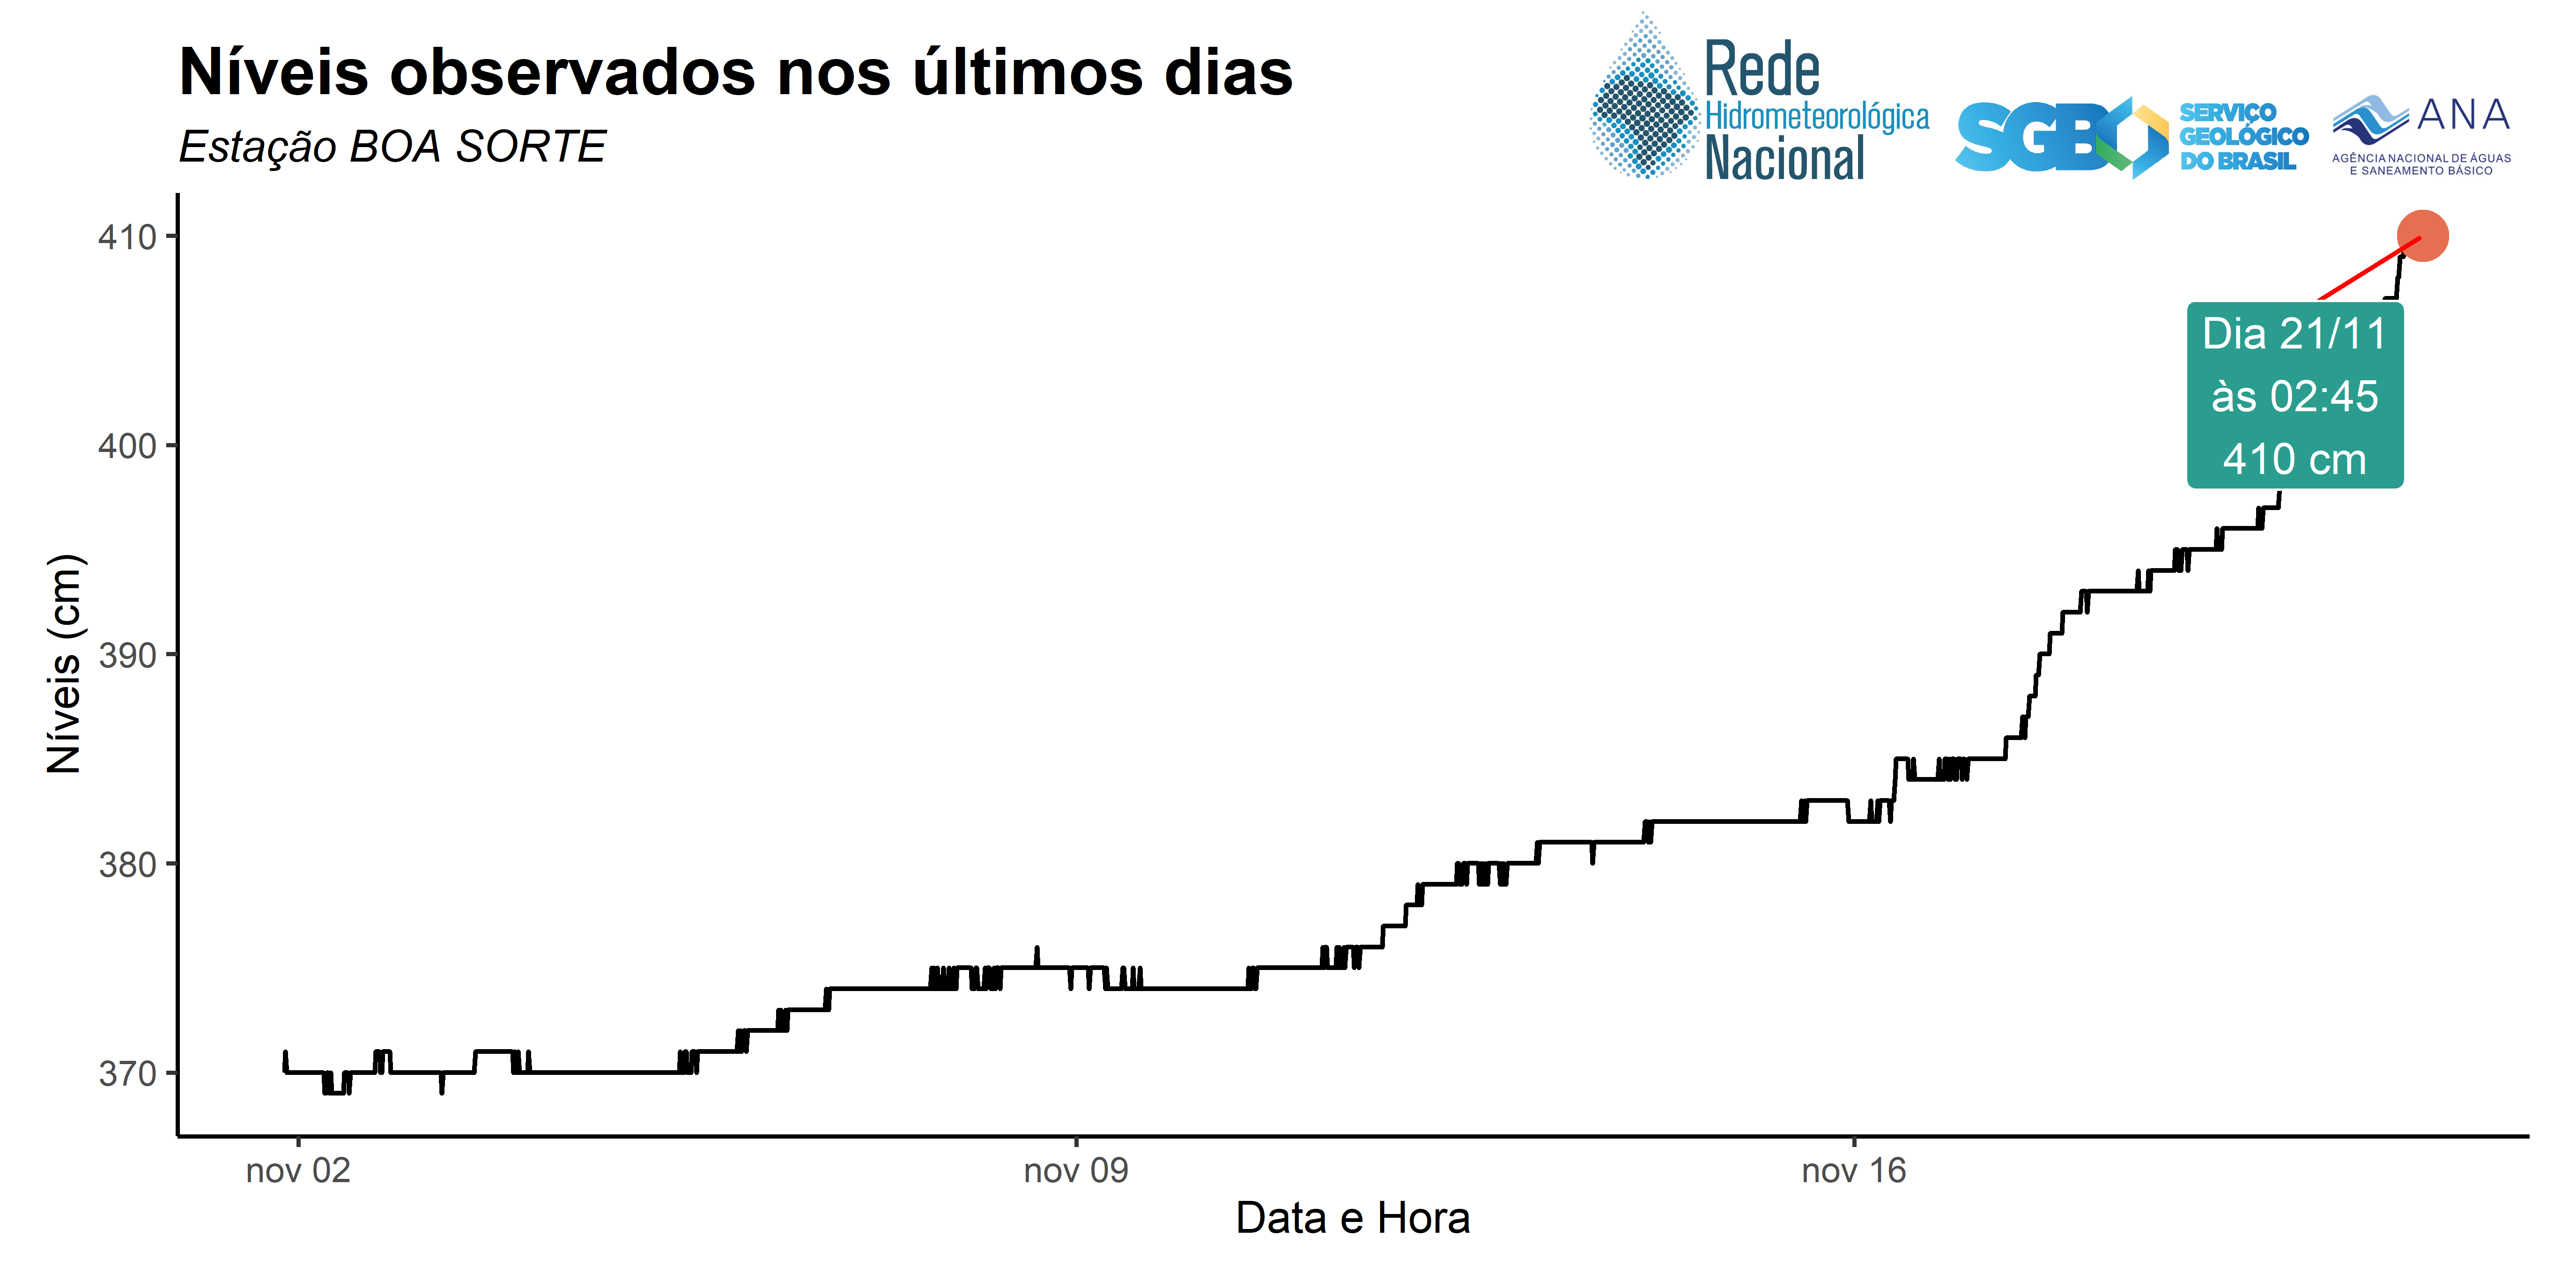 Níveis observados nos últimos dias
Estação BOA SORTE
Rede
Hidrometeorológica
Nacional
SGB
SERVIÇO
GEOLÓGICO
DO BRASIL
ANA
AGÊNCIA NACIONAL DE ÁGUAS
E SANEAMENTO BÁSICO
410
400
390
380
370
Níveis (cm)
Dia 21/11
às 02:45
410 cm
nov 02
nov 09
nov 16
Data e Hora